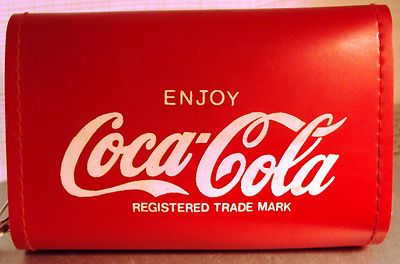 ENJOY
Coca-Cola
REGISTERED TRADE MARK